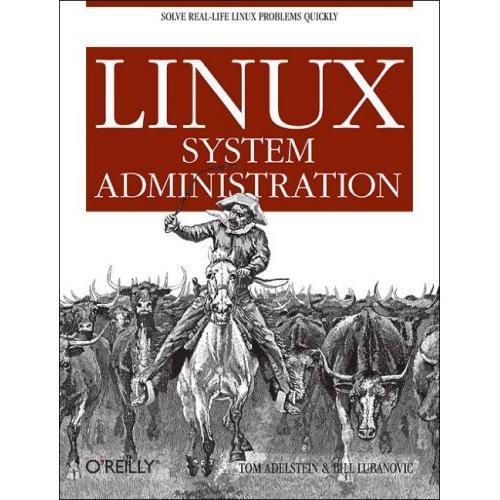 SOLVE REAL-LIFE LINUX PROBLEMS QUICKLY
LINUX
SYSTEM
ADMINISTRATION
O'REILLY
TOM ADELSTEIN & BILL LUBANOVIC